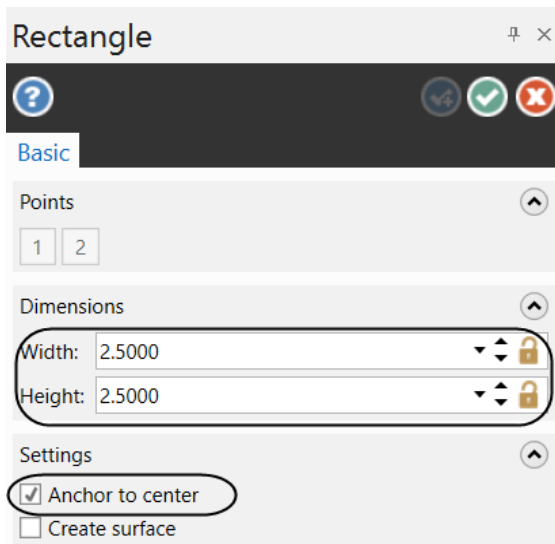 Rectangle
?
Basic
Points
1 2
Dimensions
Width: 2.5000
Height: 2.5000
Settings
Anchor to center
Create surface